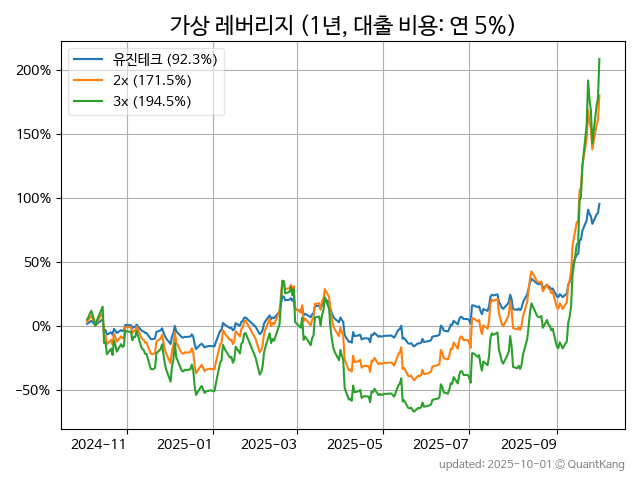 가상 레버리지 (1년, 대출 비용: 연 5%)
유진테크 (92.3%)
2x (171.5%)
3x (194.5%)
200%
150%
100%
50%
0%
−50%
2024-11 2025-01 2025-03 2025-05 2025-07 2025-09
updated: 2025-10-01 © QuantKang